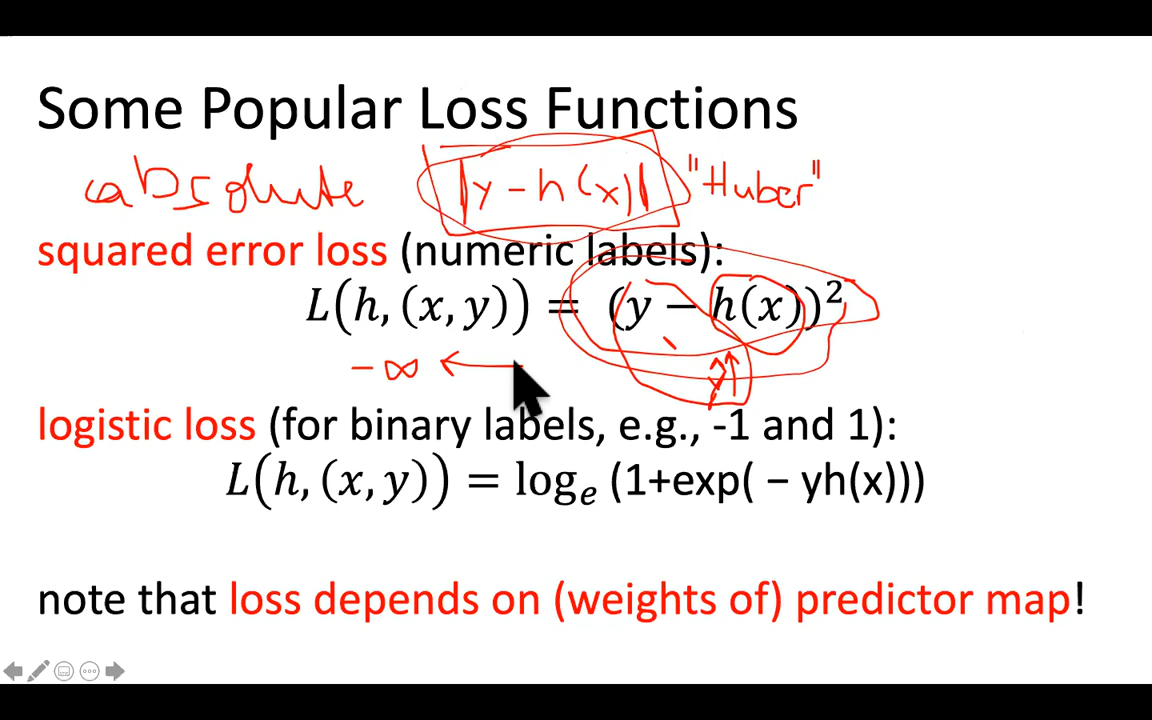 Some Popular Loss Functions
absolute |y - h(x)| "Huber"
squared error loss (numeric labels):
L(h, (x, y)) = (y − h(x))²
-∞ ←
logistic loss (for binary labels, e.g., -1 and 1):
L(h, (x, y)) = logₑ (1+exp( − yh(x)))
note that loss depends on (weights of) predictor map!